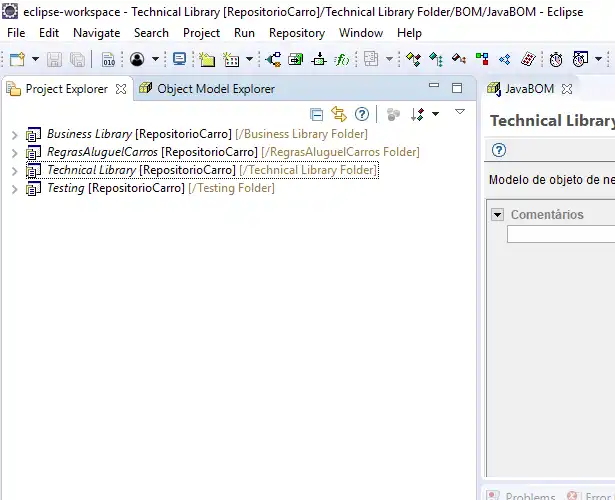 eclipse-workspace - Technical Library [RepositorioCarro]/Technical Library Folder/BOM/JavaBOM - Eclipse
File Edit Navigate Search Project Run Repository Window Help
010
f()
Project Explorer
Object Model Explorer
Business Library [RepositorioCarro] [/Business Library Folder]
RegrasAluguelCarros [RepositorioCarro] [/RegrasAluguelCarros Folder]
Technical Library [RepositorioCarro] [/Technical Library Folder]
Testing [RepositorioCarro] [/Testing Folder]
JavaBOM
Technical Library
?
Modelo de objeto de ne
Comentários
Problems Error